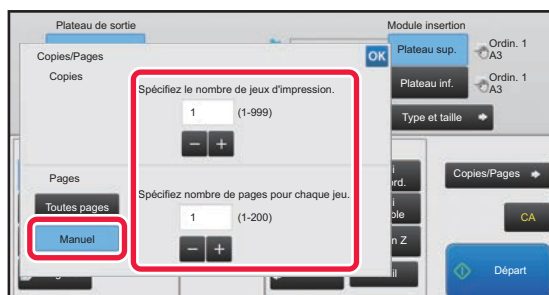 Plateau de sortie
Module insertion
Plateau sup.
Ordin. 1
A3
Copies/Pages
OK
Copies
Plateau inf.
Ordin. 1
A3
Spécifiez le nombre de jeux d'impression.
1
(1-999)
Type et taille
Pages
Copies/Pages
Spécifiez nombre de pages pour chaque jeu.
Toutes pages
1
(1-200)
CA
Manuel
Départ